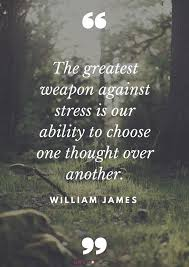 “
The greatest
weapon against
stress is our
ability to choose
one thought over
another.
WILLIAM JAMES
”